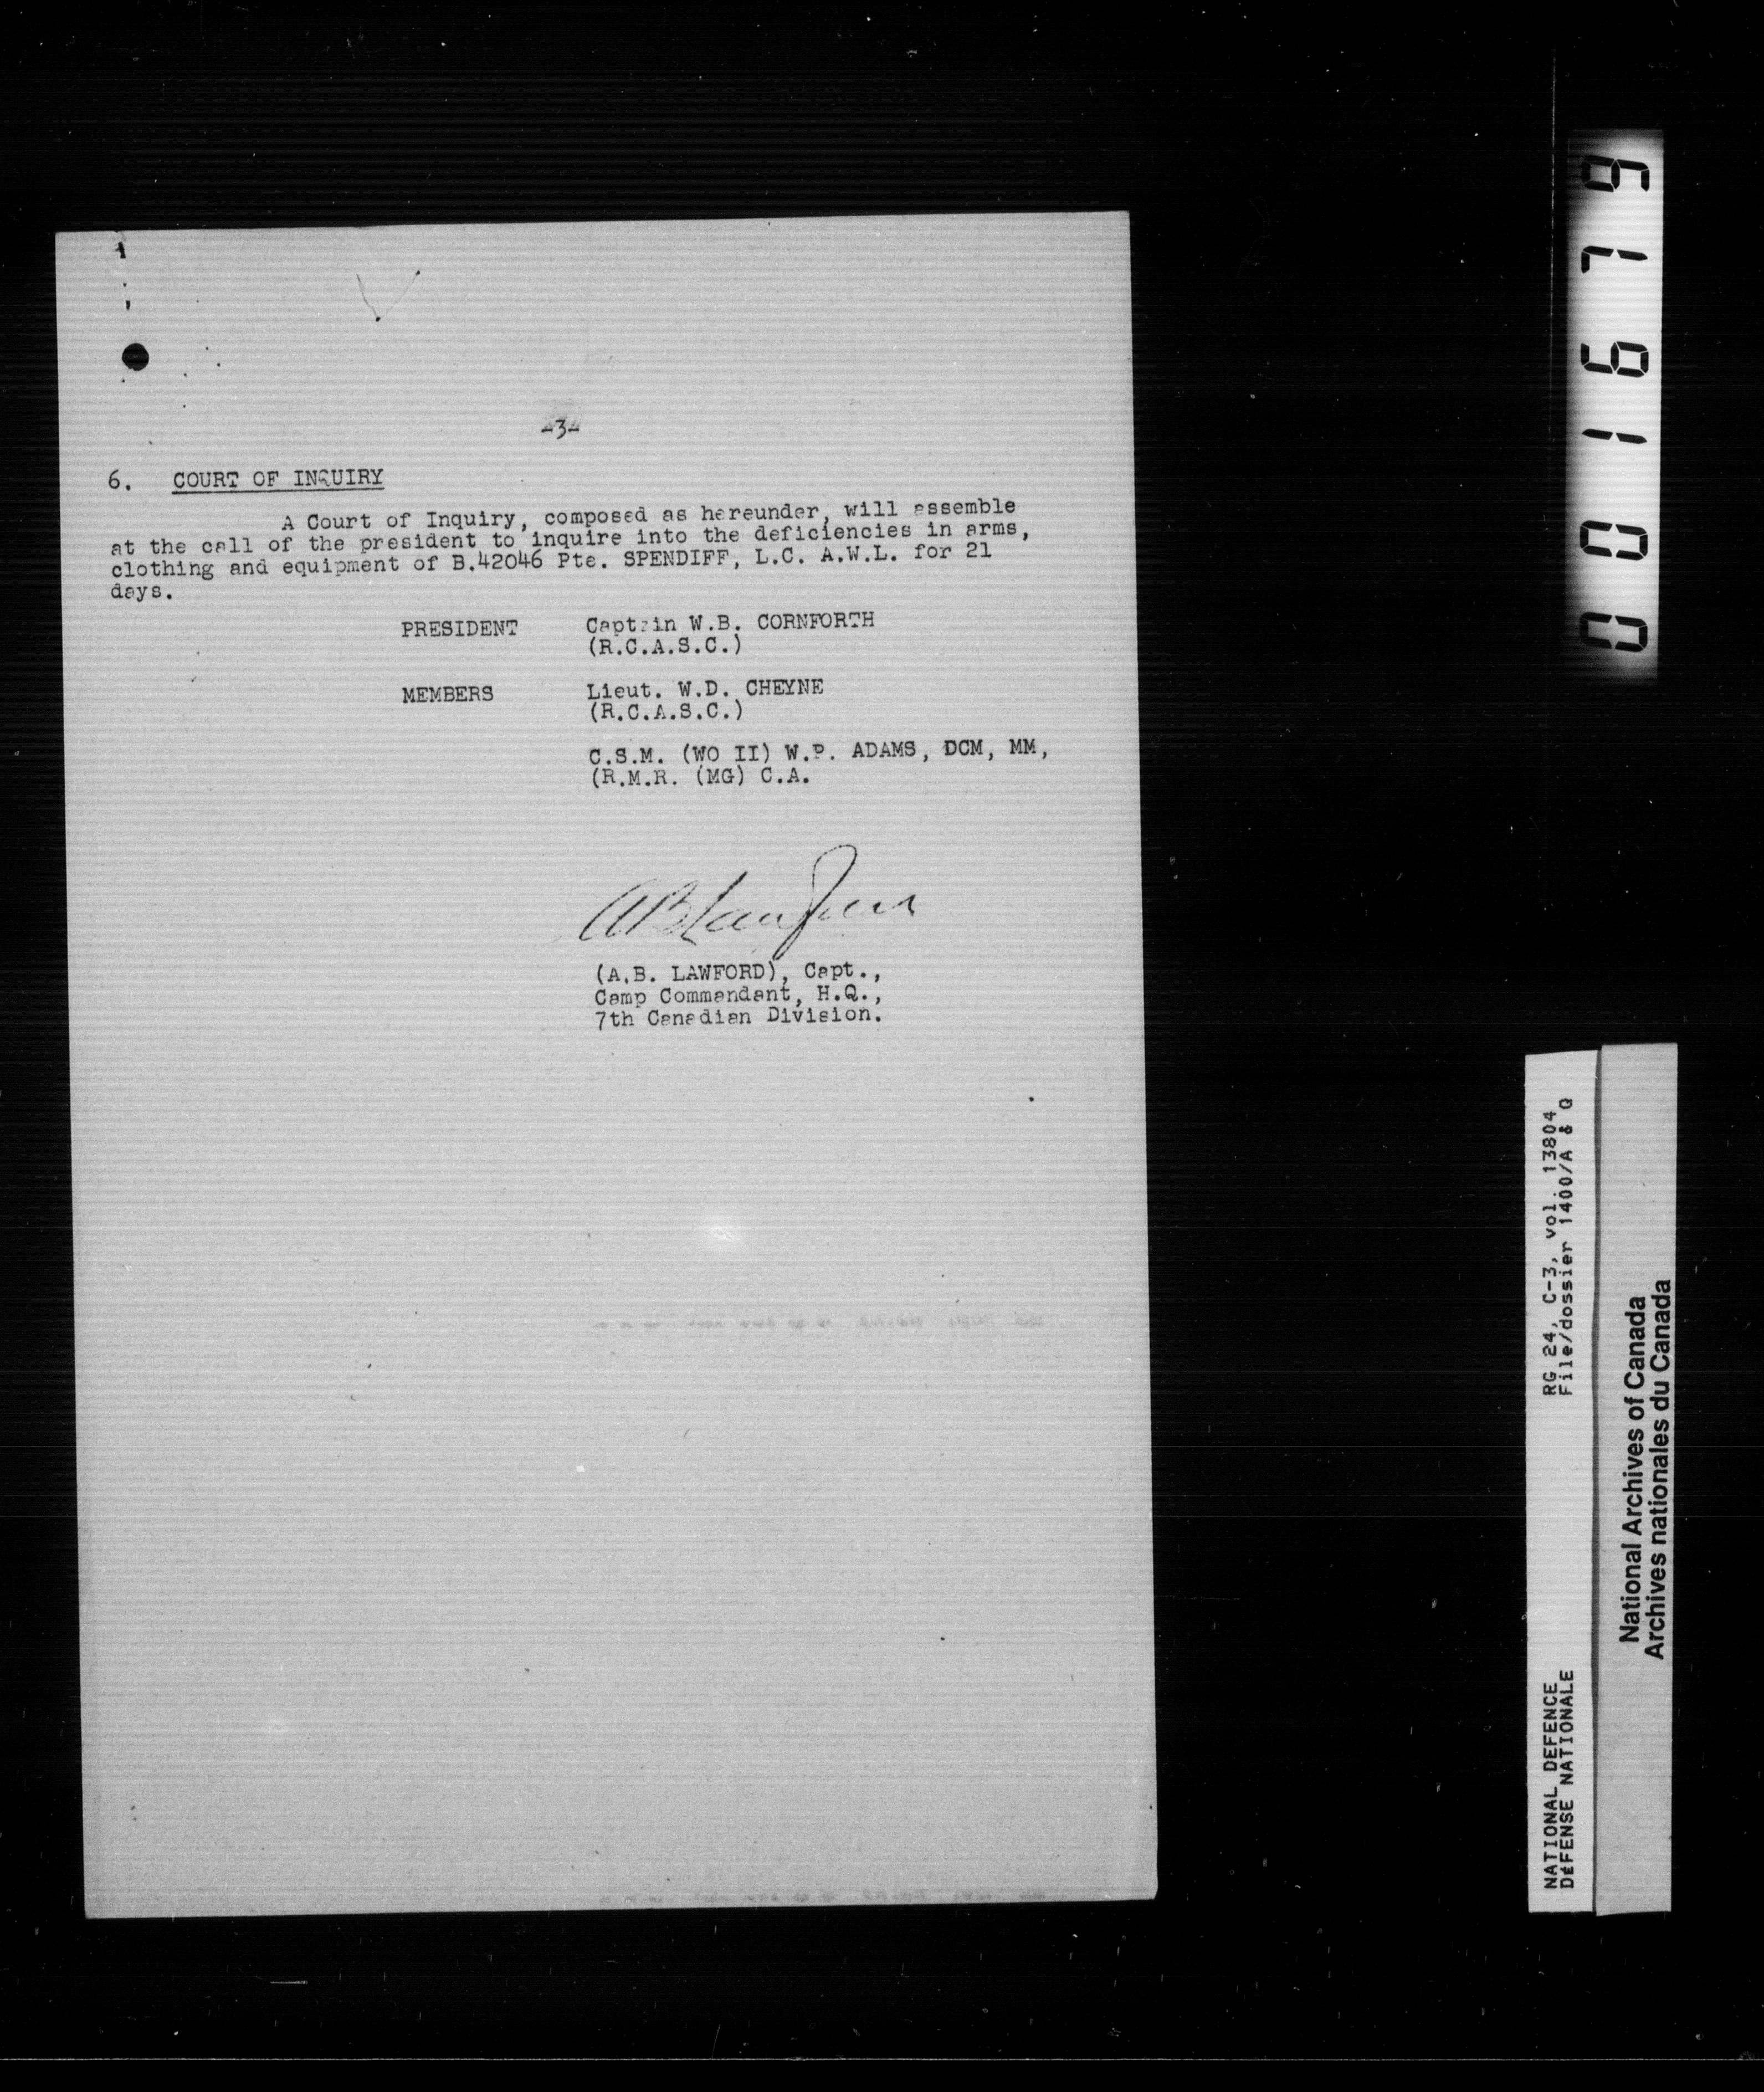 -3-
6. COURT OF INQUIRY
A Court of Inquiry, composed as hereunder, will assemble
at the call of the president to inquire into the deficiencies in arms,
clothing and equipment of B.42046 Pte. SPENDIFF, L.C. A.W.L. for 21
days.
PRESIDENT Captain W.B. CORNFORTH
(R.C.A.S.C.)
MEMBERS Lieut. W.D. CHEYNE
(R.C.A.S.C.)
C.S.M. (WO II) W.P. ADAMS, DCM, MM,
(R.M.R. (MG) C.A.
ABLawford
(A.B. LAWFORD), Capt.,
Camp Commandant, H.Q.,
7th Canadian Division.
001679
NATIONAL DEFENCE RG 24, C-3, vol. 13804
DÉFENSE NATIONALE File/dossier 1400/A & Q
National Archives of Canada
Archives nationales du Canada